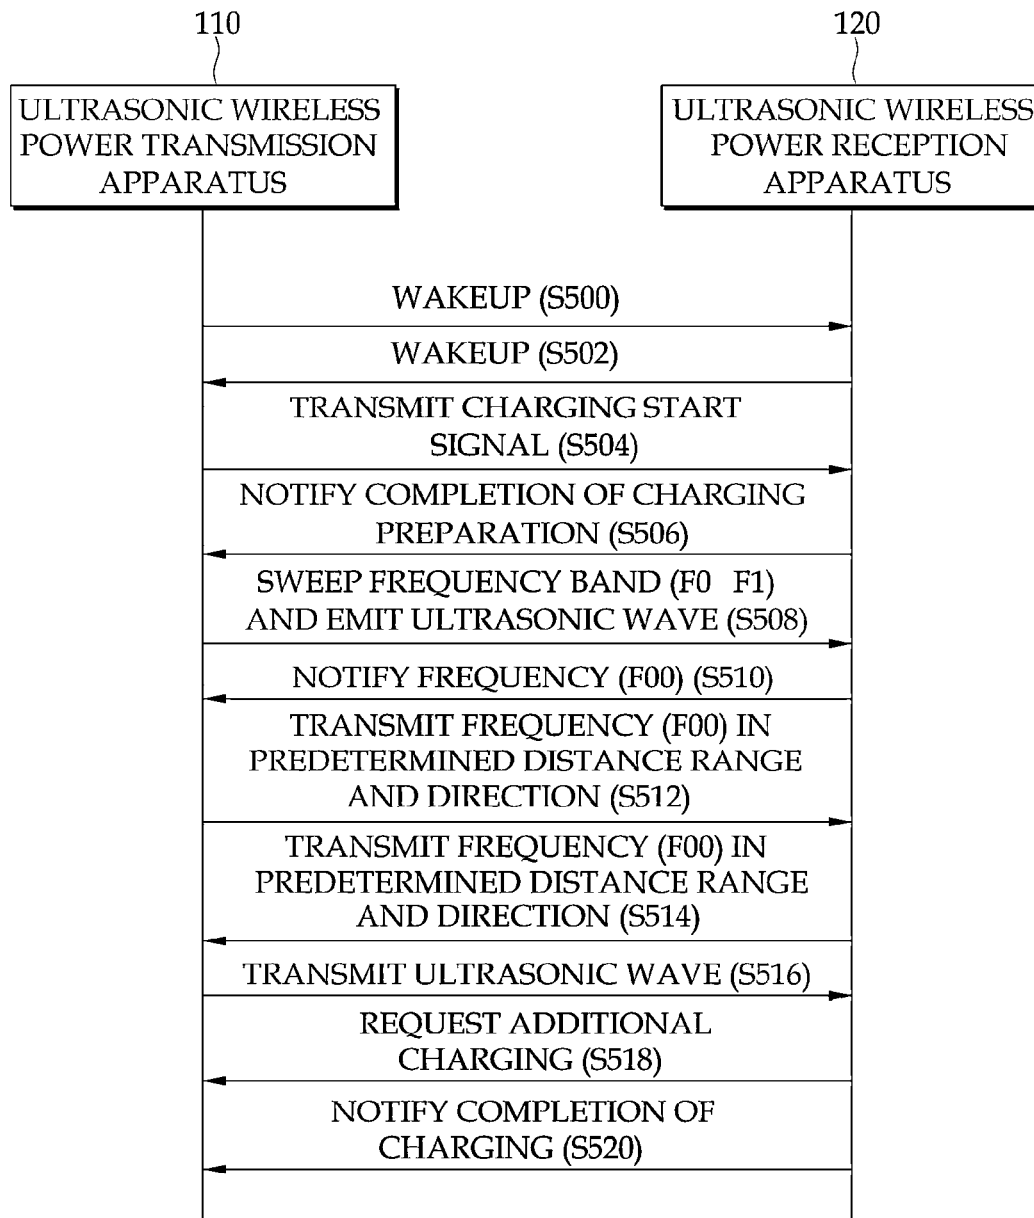 110
120
ULTRASONIC WIRELESS
POWER TRANSMISSION
APPARATUS
ULTRASONIC WIRELESS
POWER RECEPTION
APPARATUS
WAKEUP (S500)
WAKEUP (S502)
TRANSMIT CHARGING START
SIGNAL (S504)
NOTIFY COMPLETION OF CHARGING
PREPARATION (S506)
SWEEP FREQUENCY BAND (F0 F1)
AND EMIT ULTRASONIC WAVE (S508)
NOTIFY FREQUENCY (F00) (S510)
TRANSMIT FREQUENCY (F00) IN
PREDETERMINED DISTANCE RANGE
AND DIRECTION (S512)
TRANSMIT FREQUENCY (F00) IN
PREDETERMINED DISTANCE RANGE
AND DIRECTION (S514)
TRANSMIT ULTRASONIC WAVE (S516)
REQUEST ADDITIONAL
CHARGING (S518)
NOTIFY COMPLETION OF
CHARGING (S520)